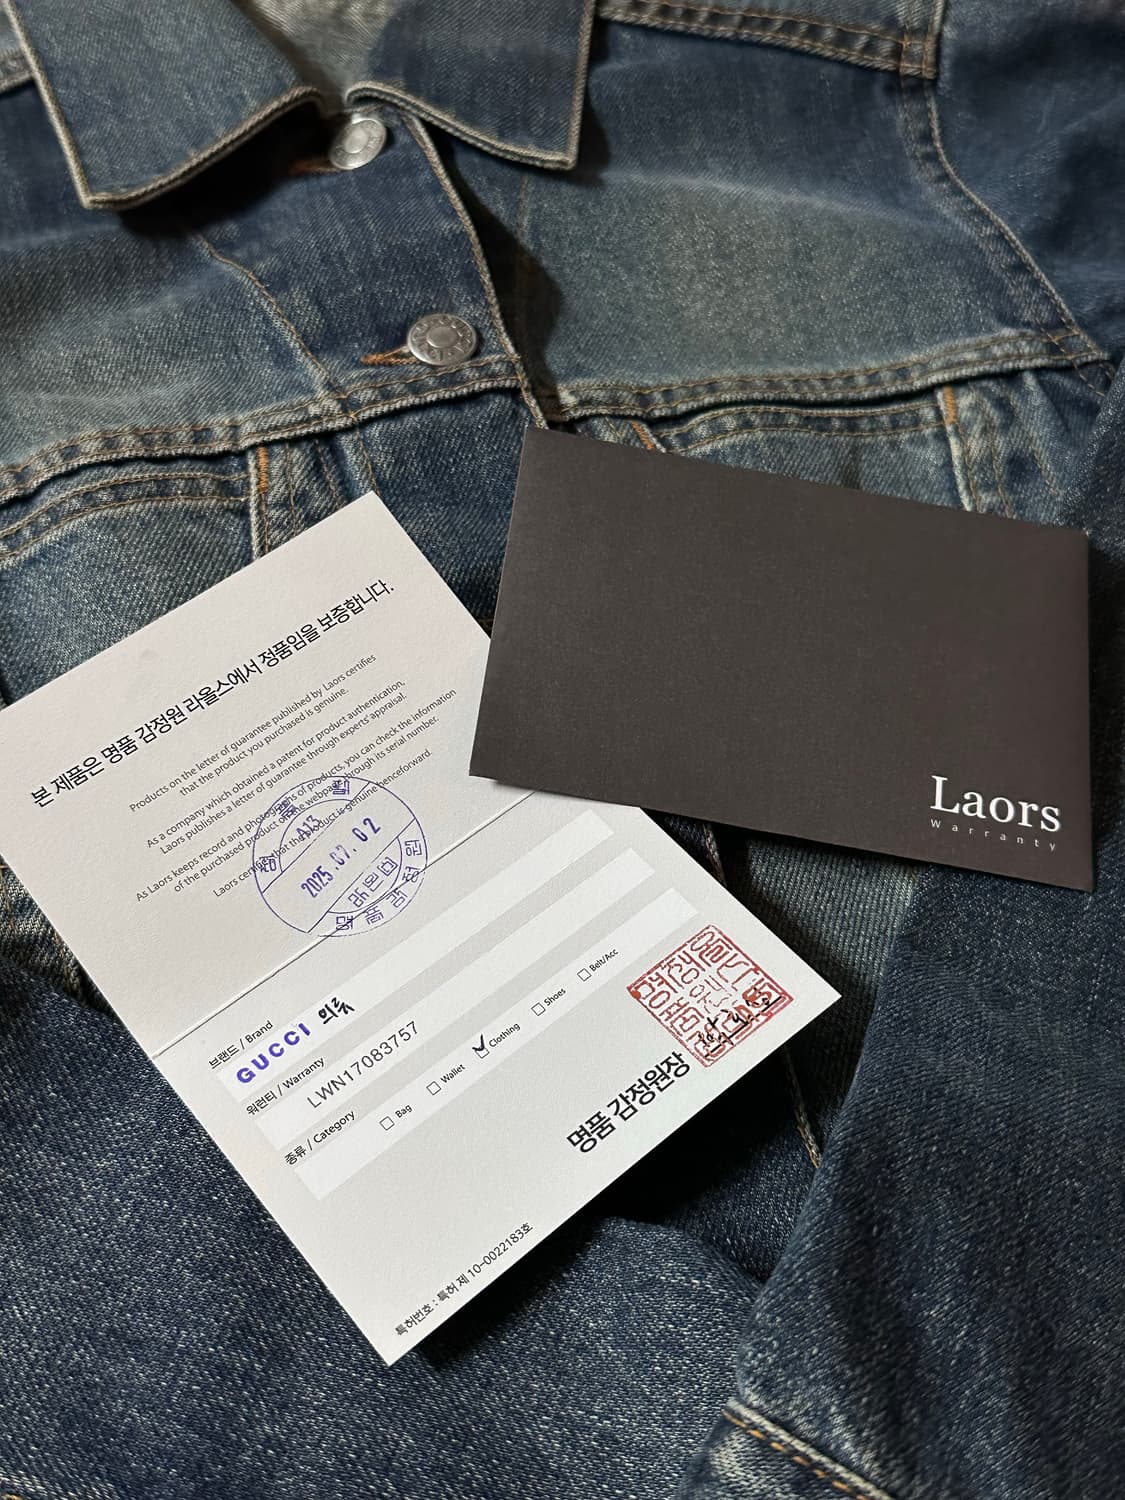 본 제품은 명품 감정원 라올스에서 정품임을 보증합니다.
Products on the letter of guarantee published by Laors certifies
that the product you purchased is genuine.
As a company which obtained a patent for product authentication,
Laors publishes a letter of guarantee through experts' appraisal.
As Laors keeps record and photographs of products, you can check the information
of the purchased product on the webpage through its serial number.
Laors certifies that the product is genuine henceforward.
A13
2025.07.02
브랜드 / Brand
GUCCI 의류
워런티 / Warranty
LWN17083757
종류 / Category
Bag
Wallet
Clothing
Shoes
Belt/Acc
명품 감정원장
특허번호 : 특허 제 10-0022183호
Laors
Warranty